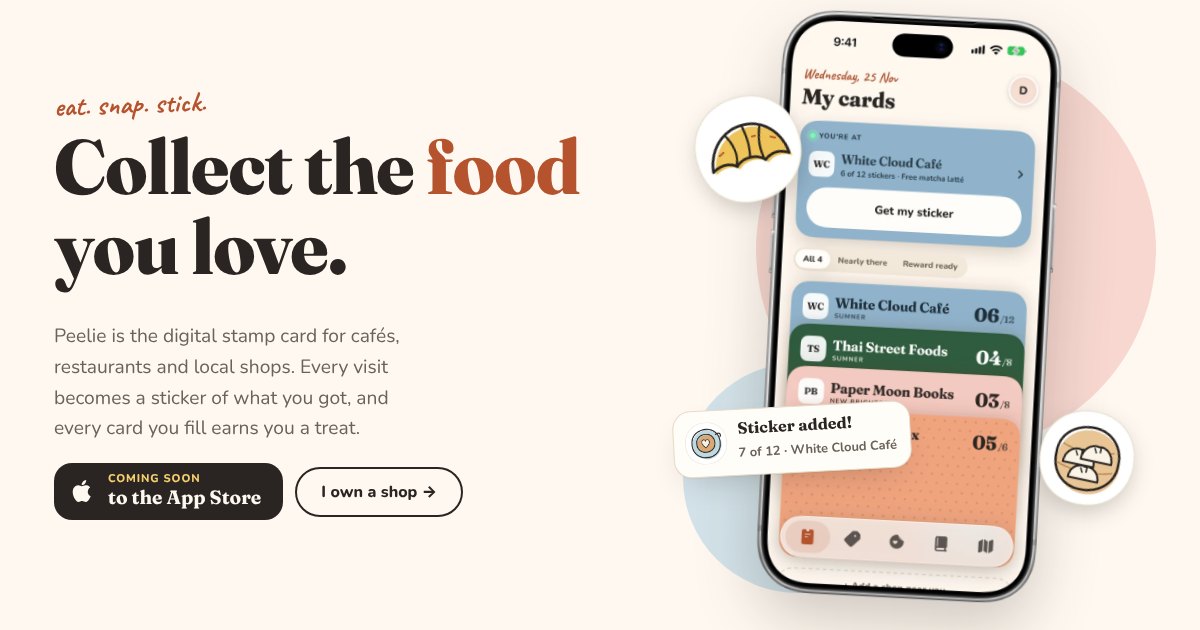 eat. snap. stick.
Collect the food
you love.
Peelie is the digital stamp card for cafés,
restaurants and local shops. Every visit
becomes a sticker of what you got, and
every card you fill earns you a treat.
COMING SOON
to the App Store
I own a shop →
9:41
Wednesday, 25 Nov
My cards
D
YOU'RE AT
WC
White Cloud Café
6 of 12 stickers · Free matcha latté
Get my sticker
All 4 Nearly there Reward ready
WC White Cloud Café 06/12
SUMNER
TS Thai Street Foods 04/8
SUMNER
PB Paper Moon Books 03/8
x 05/6
Sticker added!
7 of 12 · White Cloud Café